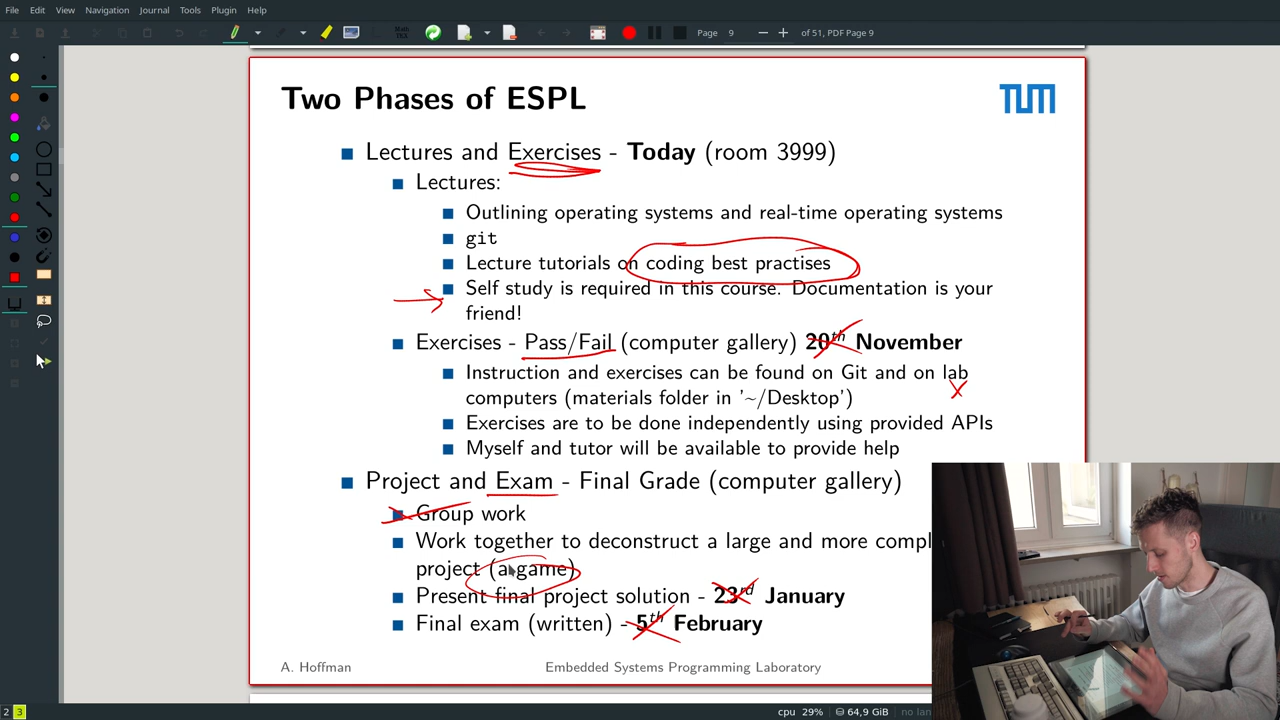 File Edit View Navigation Journal Tools Plugin Help
Math TEX Page 9 of 51, PDF Page 9
Two Phases of ESPL
TUM
Lectures and Exercises - Today (room 3999)
Lectures:
Outlining operating systems and real-time operating systems
git
Lecture tutorials on coding best practises
Self study is required in this course. Documentation is your
friend!
Exercises - Pass/Fail (computer gallery) 20th November
Instruction and exercises can be found on Git and on lab
computers (materials folder in '~/Desktop')
Exercises are to be done independently using provided APIs
Myself and tutor will be available to provide help
Project and Exam - Final Grade (computer gallery)
Group work
Work together to deconstruct a large and more
project (a game)
Present final project solution - 23rd January
Final exam (written) - 5th February
A. Hoffman Embedded Systems Programming Laboratory
2 3 cpu 29% 64,9 GiB no